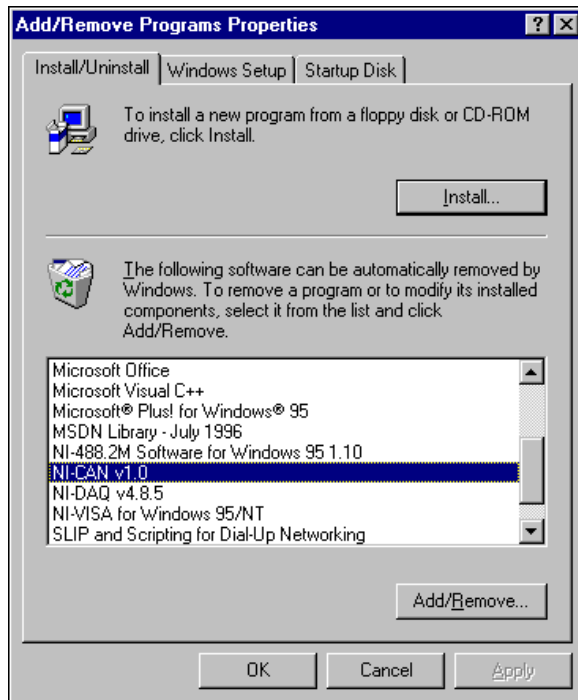 Add/Remove Programs Properties
Install/Uninstall
Windows Setup
Startup Disk
To install a new program from a floppy disk or CD-ROM
drive, click Install.
Install...
The following software can be automatically removed by
Windows. To remove a program or to modify its installed
components, select it from the list and click
Add/Remove.
Microsoft Office
Microsoft Visual C++
Microsoft® Plus! for Windows® 95
MSDN Library - July 1996
NI-488.2M Software for Windows 95 1.10
NI-CAN v1.0
NI-DAQ v4.8.5
NI-VISA for Windows 95/NT
SLIP and Scripting for Dial-Up Networking
Add/Remove...
OK
Cancel
Apply